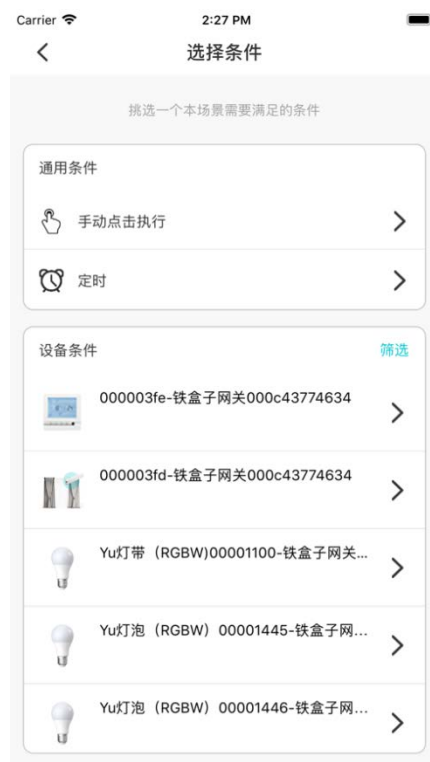 Carrier 2:27 PM
选择条件
挑选一个本场景需要满足的条件
通用条件
手动点击执行
定时
设备条件 筛选
000003fe-铁盒子网关000c43774634
000003fd-铁盒子网关000c43774634
Yu灯带（RGBW)00001100-铁盒子网关...
Yu灯泡（RGBW）00001445-铁盒子网...
Yu灯泡（RGBW）00001446-铁盒子网...